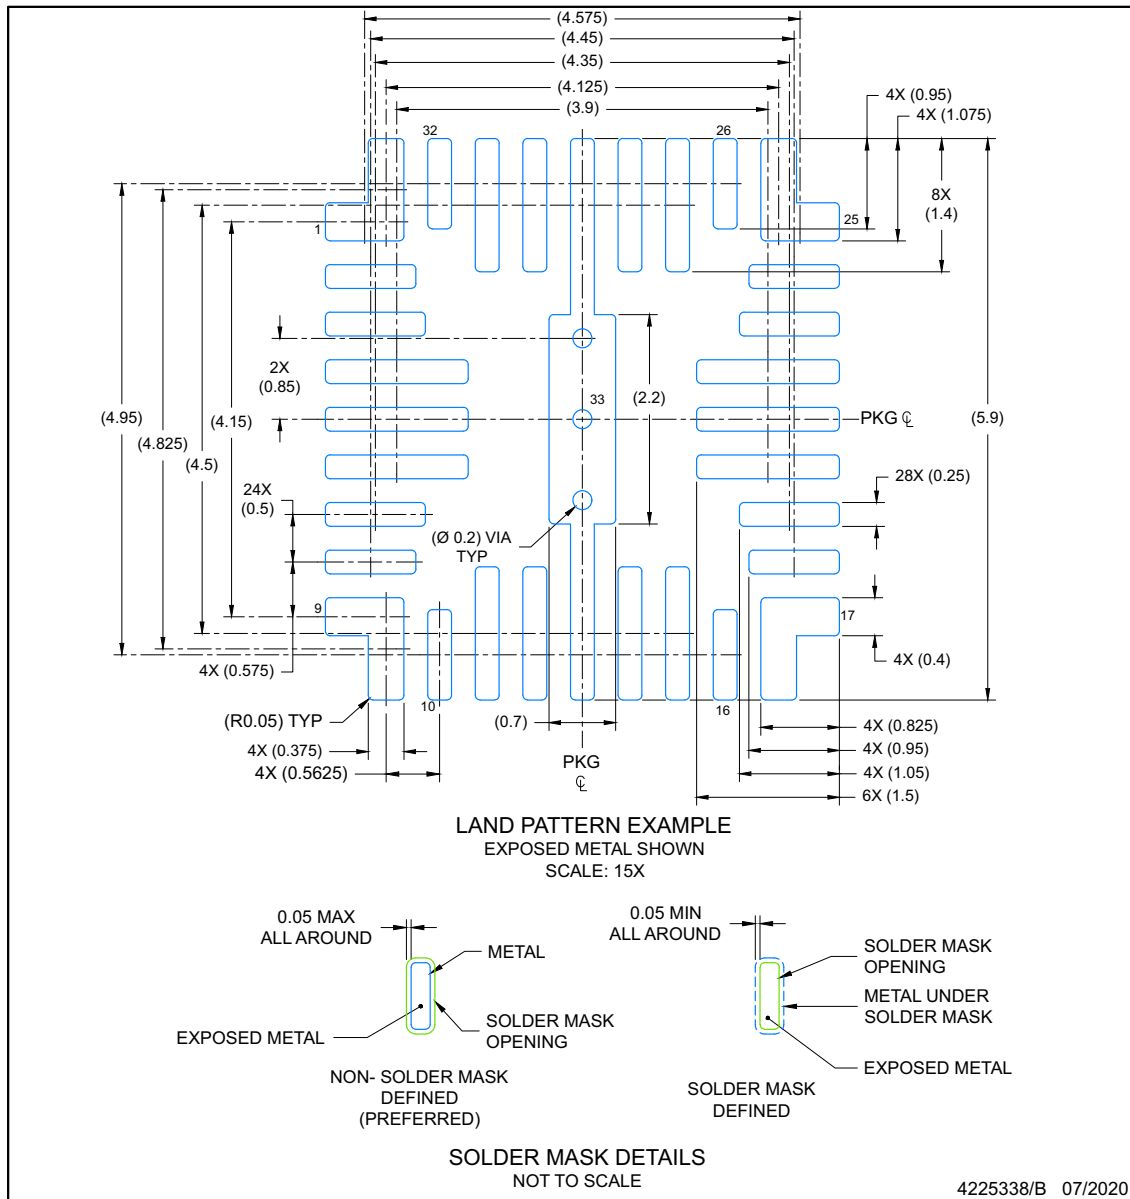 (4.575)
(4.45)
(4.35)
(4.125)
(3.9)
4X (0.95)
4X (1.075)
32
26
8X
(1.4)
1
25
2X
(0.85)
33
(2.2)
PKG ℄
(4.95)
(4.825)
(4.5)
(4.15)
(5.9)
24X
(0.5)
28X (0.25)
(Ø 0.2) VIA
TYP
9
17
4X (0.575)
4X (0.4)
10
16
(R0.05) TYP
(0.7)
4X (0.825)
4X (0.375)
4X (0.95)
4X (0.5625)
PKG
℄
4X (1.05)
6X (1.5)
LAND PATTERN EXAMPLE
EXPOSED METAL SHOWN
SCALE: 15X
0.05 MAX
ALL AROUND
METAL
EXPOSED METAL
SOLDER MASK
OPENING
NON- SOLDER MASK
DEFINED
(PREFERRED)
0.05 MIN
ALL AROUND
SOLDER MASK
OPENING
METAL UNDER
SOLDER MASK
EXPOSED METAL
SOLDER MASK
DEFINED
SOLDER MASK DETAILS
NOT TO SCALE
4225338/B 07/2020